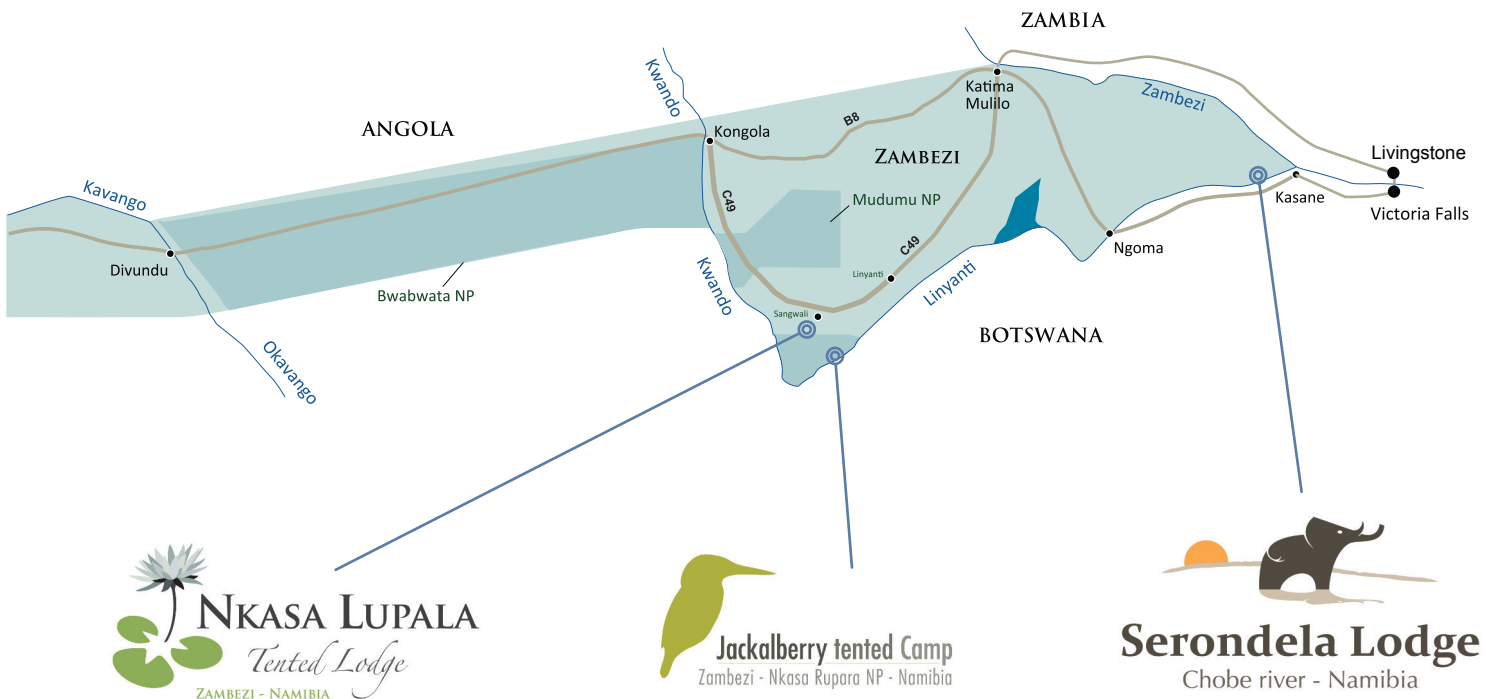 ZAMBIA
Kwando
Katima
Mulilo
Zambezi
ANGOLA
B8
Kongola
ZAMBEZI
Livingstone
Kavango
C49
Mudumu NP
Kasane
Victoria Falls
Divundu
C49
Ngoma
Bwabwata NP
Kwando
Linyanti
Linyanti
Sangwali
BOTSWANA
Okavango
NKASA LUPALA
Tented Lodge
ZAMBEZI - NAMIBIA
Jackalberry tented Camp
Zambezi - Nkasa Rupara NP - Namibia
Serondela Lodge
Chobe river - Namibia